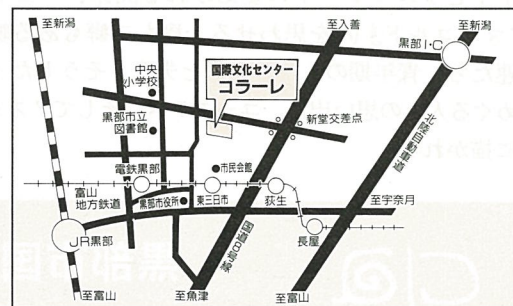 至新潟
至入善
至新潟
黒部I・C
中央
小学校
国際文化センター
コラーレ
黒部市立
図書館
新堂交差点
北陸自動車道
電鉄黒部
市民会館
富山
地方鉄道
黒部市役所
東三日市
荻生
至宇奈月
JR黒部
国道8号線
長屋
至富山
至魚津
至富山